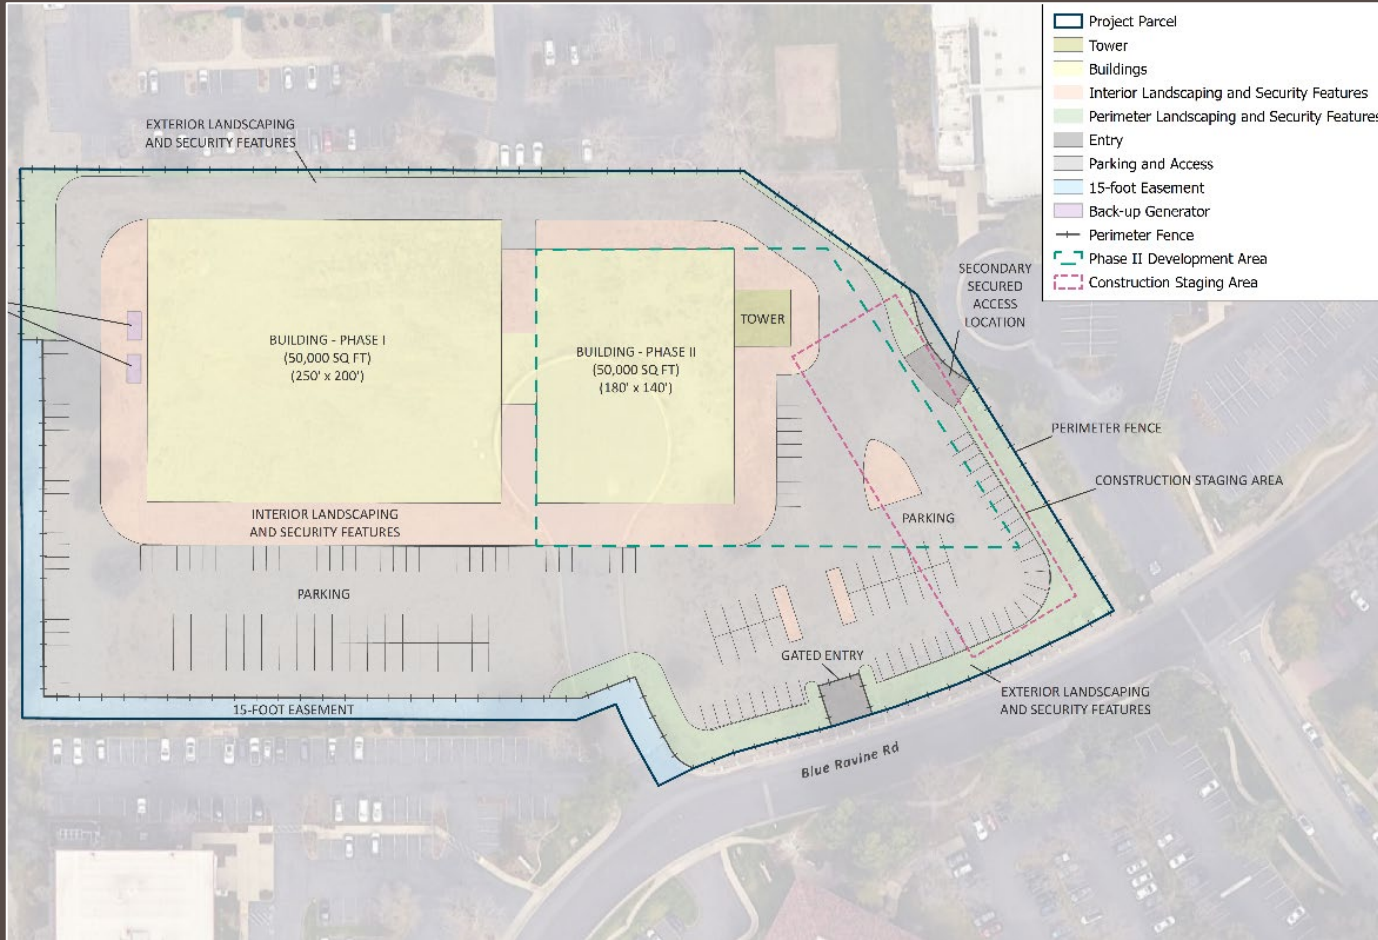 Project Parcel
Tower
Buildings
Interior Landscaping and Security Features
Perimeter Landscaping and Security Features
Entry
Parking and Access
15-foot Easement
Back-up Generator
Perimeter Fence
Phase II Development Area
Construction Staging Area
EXTERIOR LANDSCAPING
AND SECURITY FEATURES
SECONDARY
SECURED
ACCESS
LOCATION
TOWER
BUILDING - PHASE I
(50,000 SQ FT)
(250' x 200')
BUILDING - PHASE II
(50,000 SQ FT)
(180' x 140')
PERIMETER FENCE
CONSTRUCTION STAGING AREA
INTERIOR LANDSCAPING
AND SECURITY FEATURES
PARKING
PARKING
GATED ENTRY
EXTERIOR LANDSCAPING
AND SECURITY FEATURES
15-FOOT EASEMENT
Blue Ravine Rd